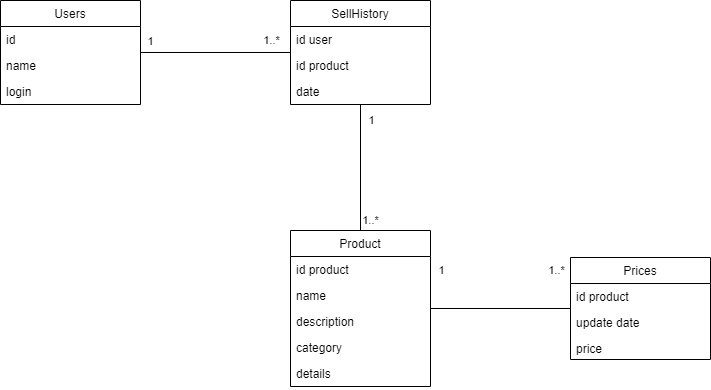 Users
id
name
login
1
1..*
SellHistory
id user
id product
date
1
1..*
Product
id product
name
description
category
details
1
1..*
Prices
id product
update date
price